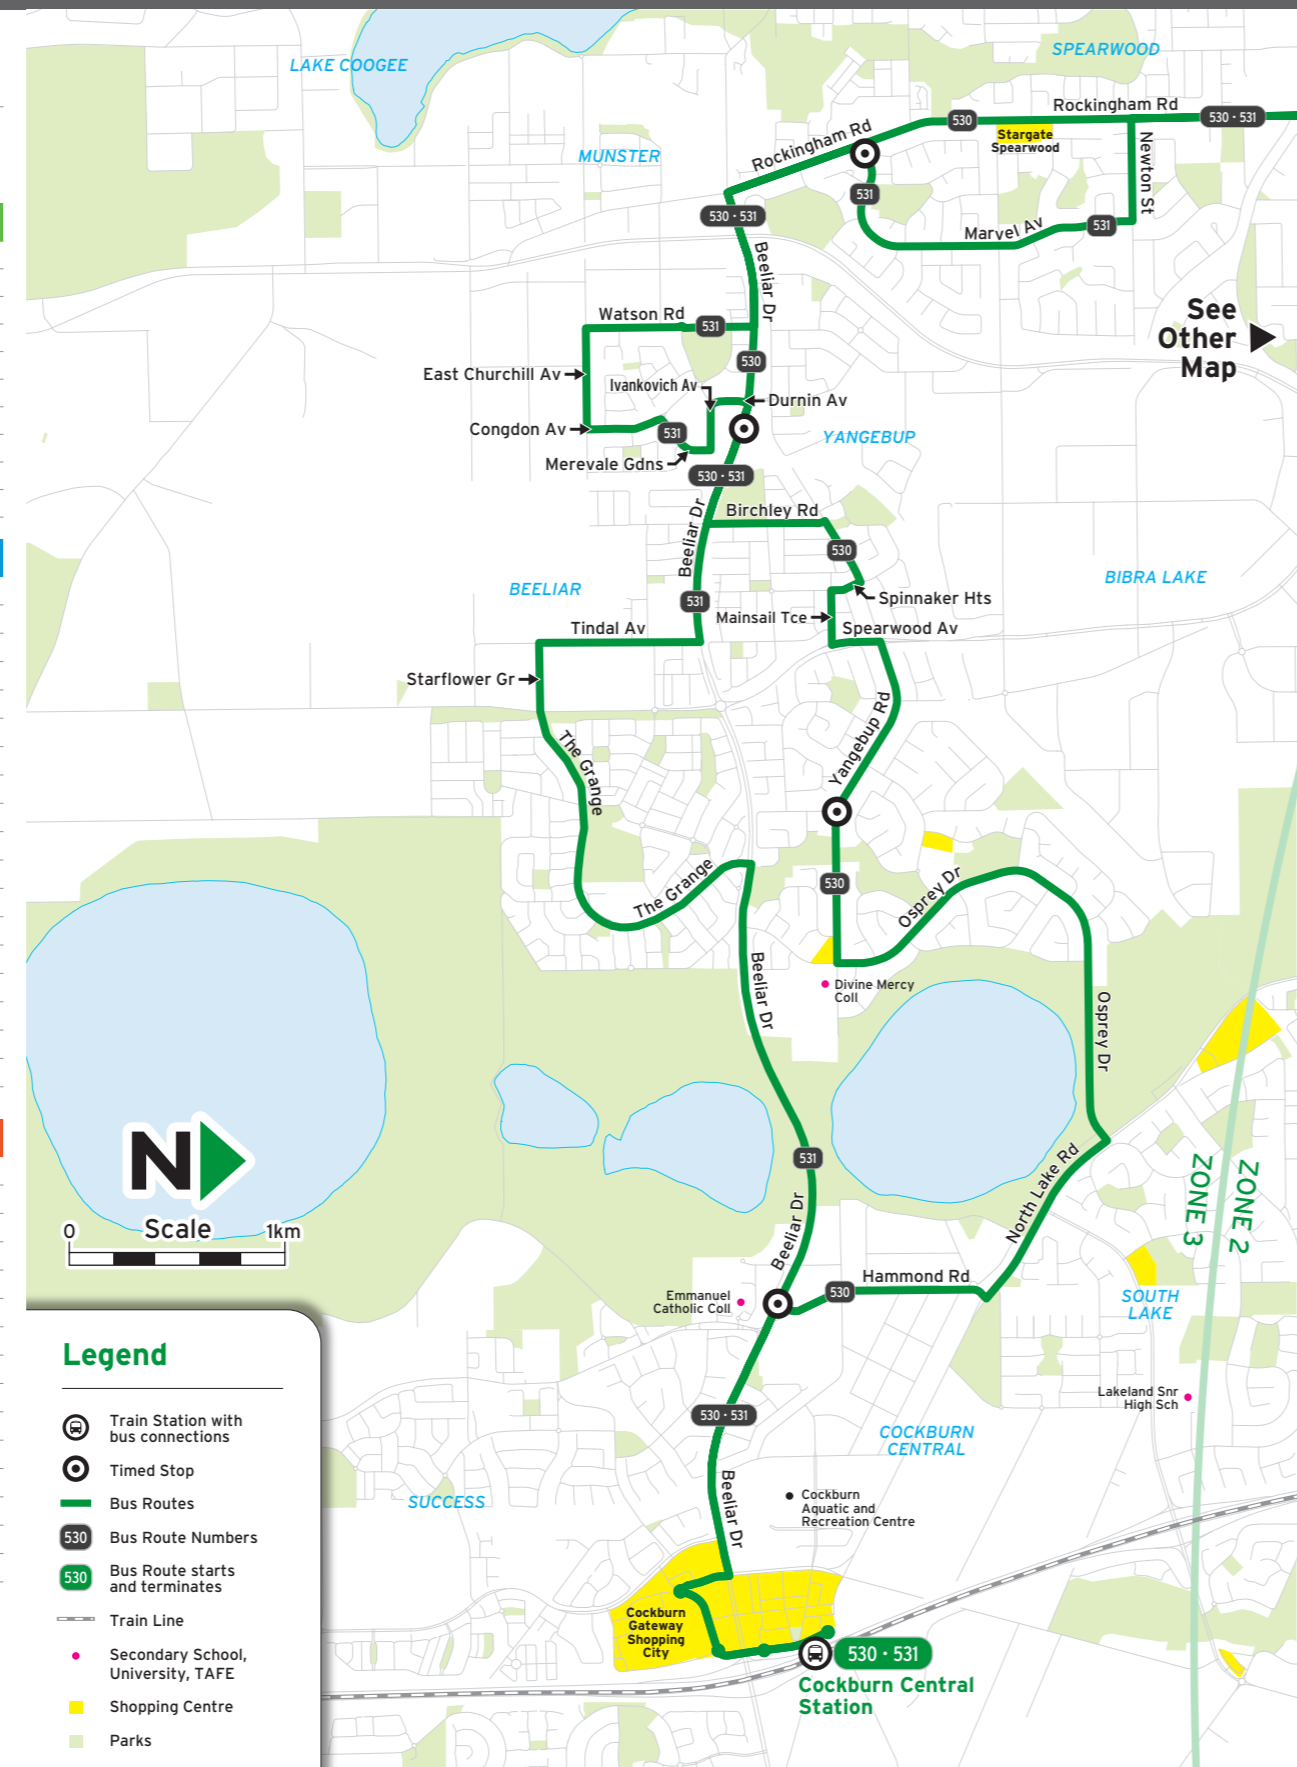 LAKE COOGEE
SPEARWOOD
Rockingham Rd
530 · 531
530
Stargate
Spearwood
Rockingham Rd
MUNSTER
Newton St
531
530 · 531
Marvel Av
531
Beeliar Dr
See
Other
Map
Watson Rd
531
530
East Churchill Av
Ivankovich Av
Durnin Av
Congdon Av
531
YANGEBUP
Merevale Gdns
530 · 531
Birchley Rd
Beeliar Dr
530
BEELIAR
BIBRA LAKE
531
Spinnaker Hts
Mainsail Tce
Tindal Av
Spearwood Av
Starflower Gr
Yangebup Rd
The Grange
530
The Grange
Osprey Dr
Beeliar Dr
Divine Mercy
Coll
Osprey Dr
N
531
North Lake Rd
ZONE 3
ZONE 2
Beeliar Dr
0 Scale 1km
Hammond Rd
530
Emmanuel
Catholic Coll
SOUTH
LAKE
Lakeland Snr
High Sch
530 · 531
COCKBURN
CENTRAL
Beeliar Dr
SUCCESS
Cockburn
Aquatic and
Recreation Centre
Cockburn
Gateway
Shopping
City
530 · 531
Cockburn Central
Station
Legend
Train Station with
bus connections
Timed Stop
Bus Routes
530 Bus Route Numbers
530 Bus Route starts
and terminates
Train Line
Secondary School,
University, TAFE
Shopping Centre
Parks